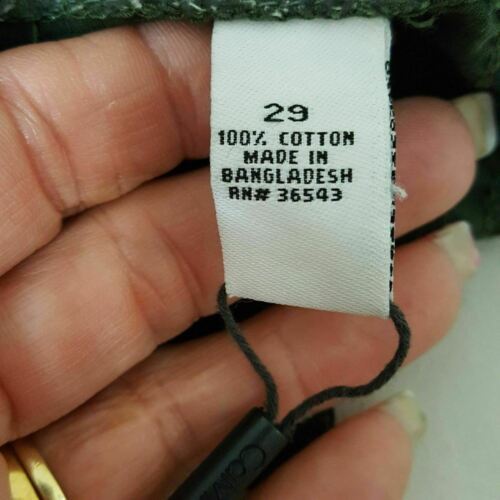 29
100% COTTON
MADE IN
BANGLADESH
RN# 36543